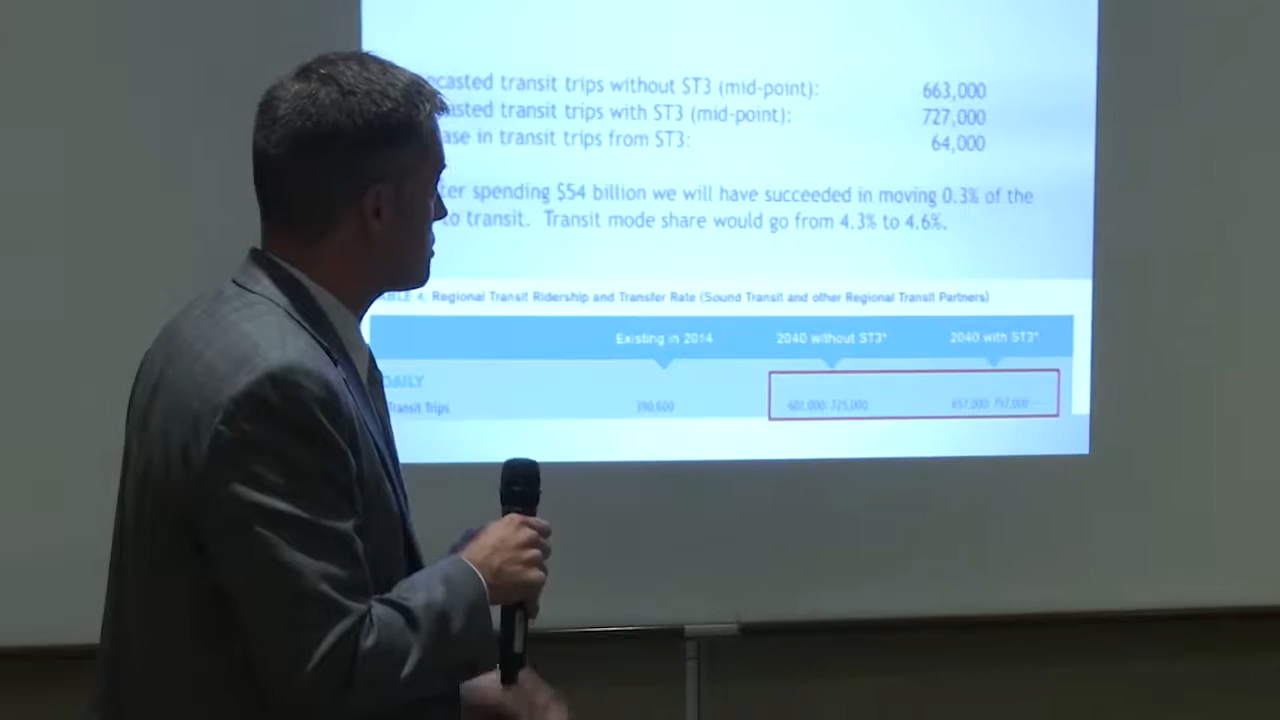 ecasted transit trips without ST3 (mid-point): 663,000
asted transit trips with ST3 (mid-point): 727,000
ase in transit trips from ST3: 64,000
ter spending $54 billion we will have succeeded in moving 0.3% of the
to transit. Transit mode share would go from 4.3% to 4.6%.
ABLE 4: Regional Transit Ridership and Transfer Rate (Sound Transit and other Regional Transit Partners)
Existing in 2014 2040 without ST3* 2040 with ST3*
DAILY
Transit Trips